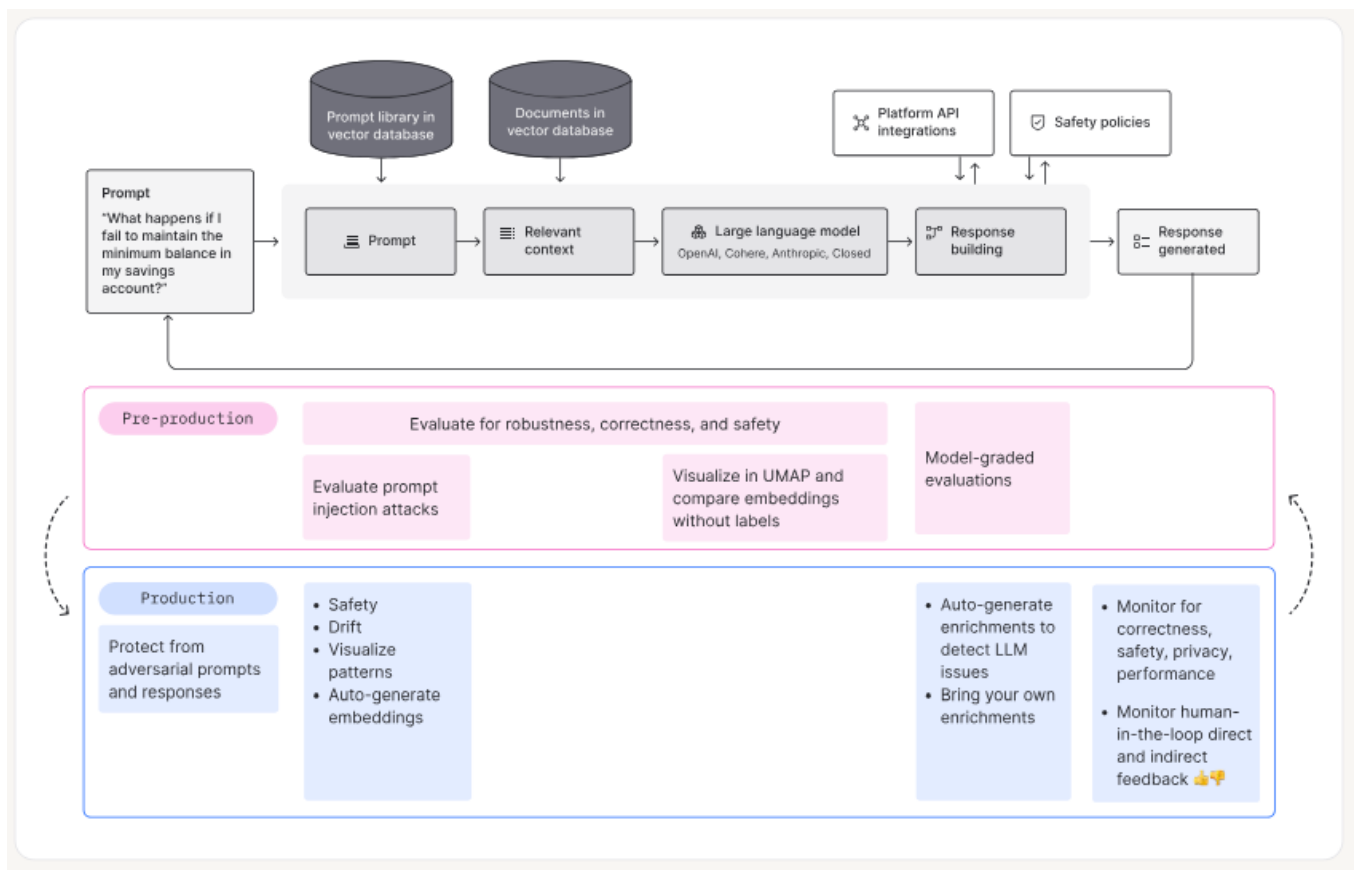 Prompt library in
vector database
Documents in
vector database
Platform API
integrations
Safety policies
Prompt
"What happens if I
fail to maintain the
minimum balance in
my savings
account?"
Prompt
Relevant
context
Large language model
OpenAI, Cohere, Anthropic, Closed
Response
building
Response
generated
Pre-production
Evaluate for robustness, correctness, and safety
Evaluate prompt
injection attacks
Visualize in UMAP and
compare embeddings
without labels
Model-graded
evaluations
Production
Protect from
adversarial prompts
and responses
• Safety
• Drift
• Visualize
patterns
• Auto-generate
embeddings
• Auto-generate
enrichments to
detect LLM
issues
• Bring your own
enrichments
• Monitor for
correctness,
safety, privacy,
performance
• Monitor human-
in-the-loop direct
and indirect
feedback 👍👎